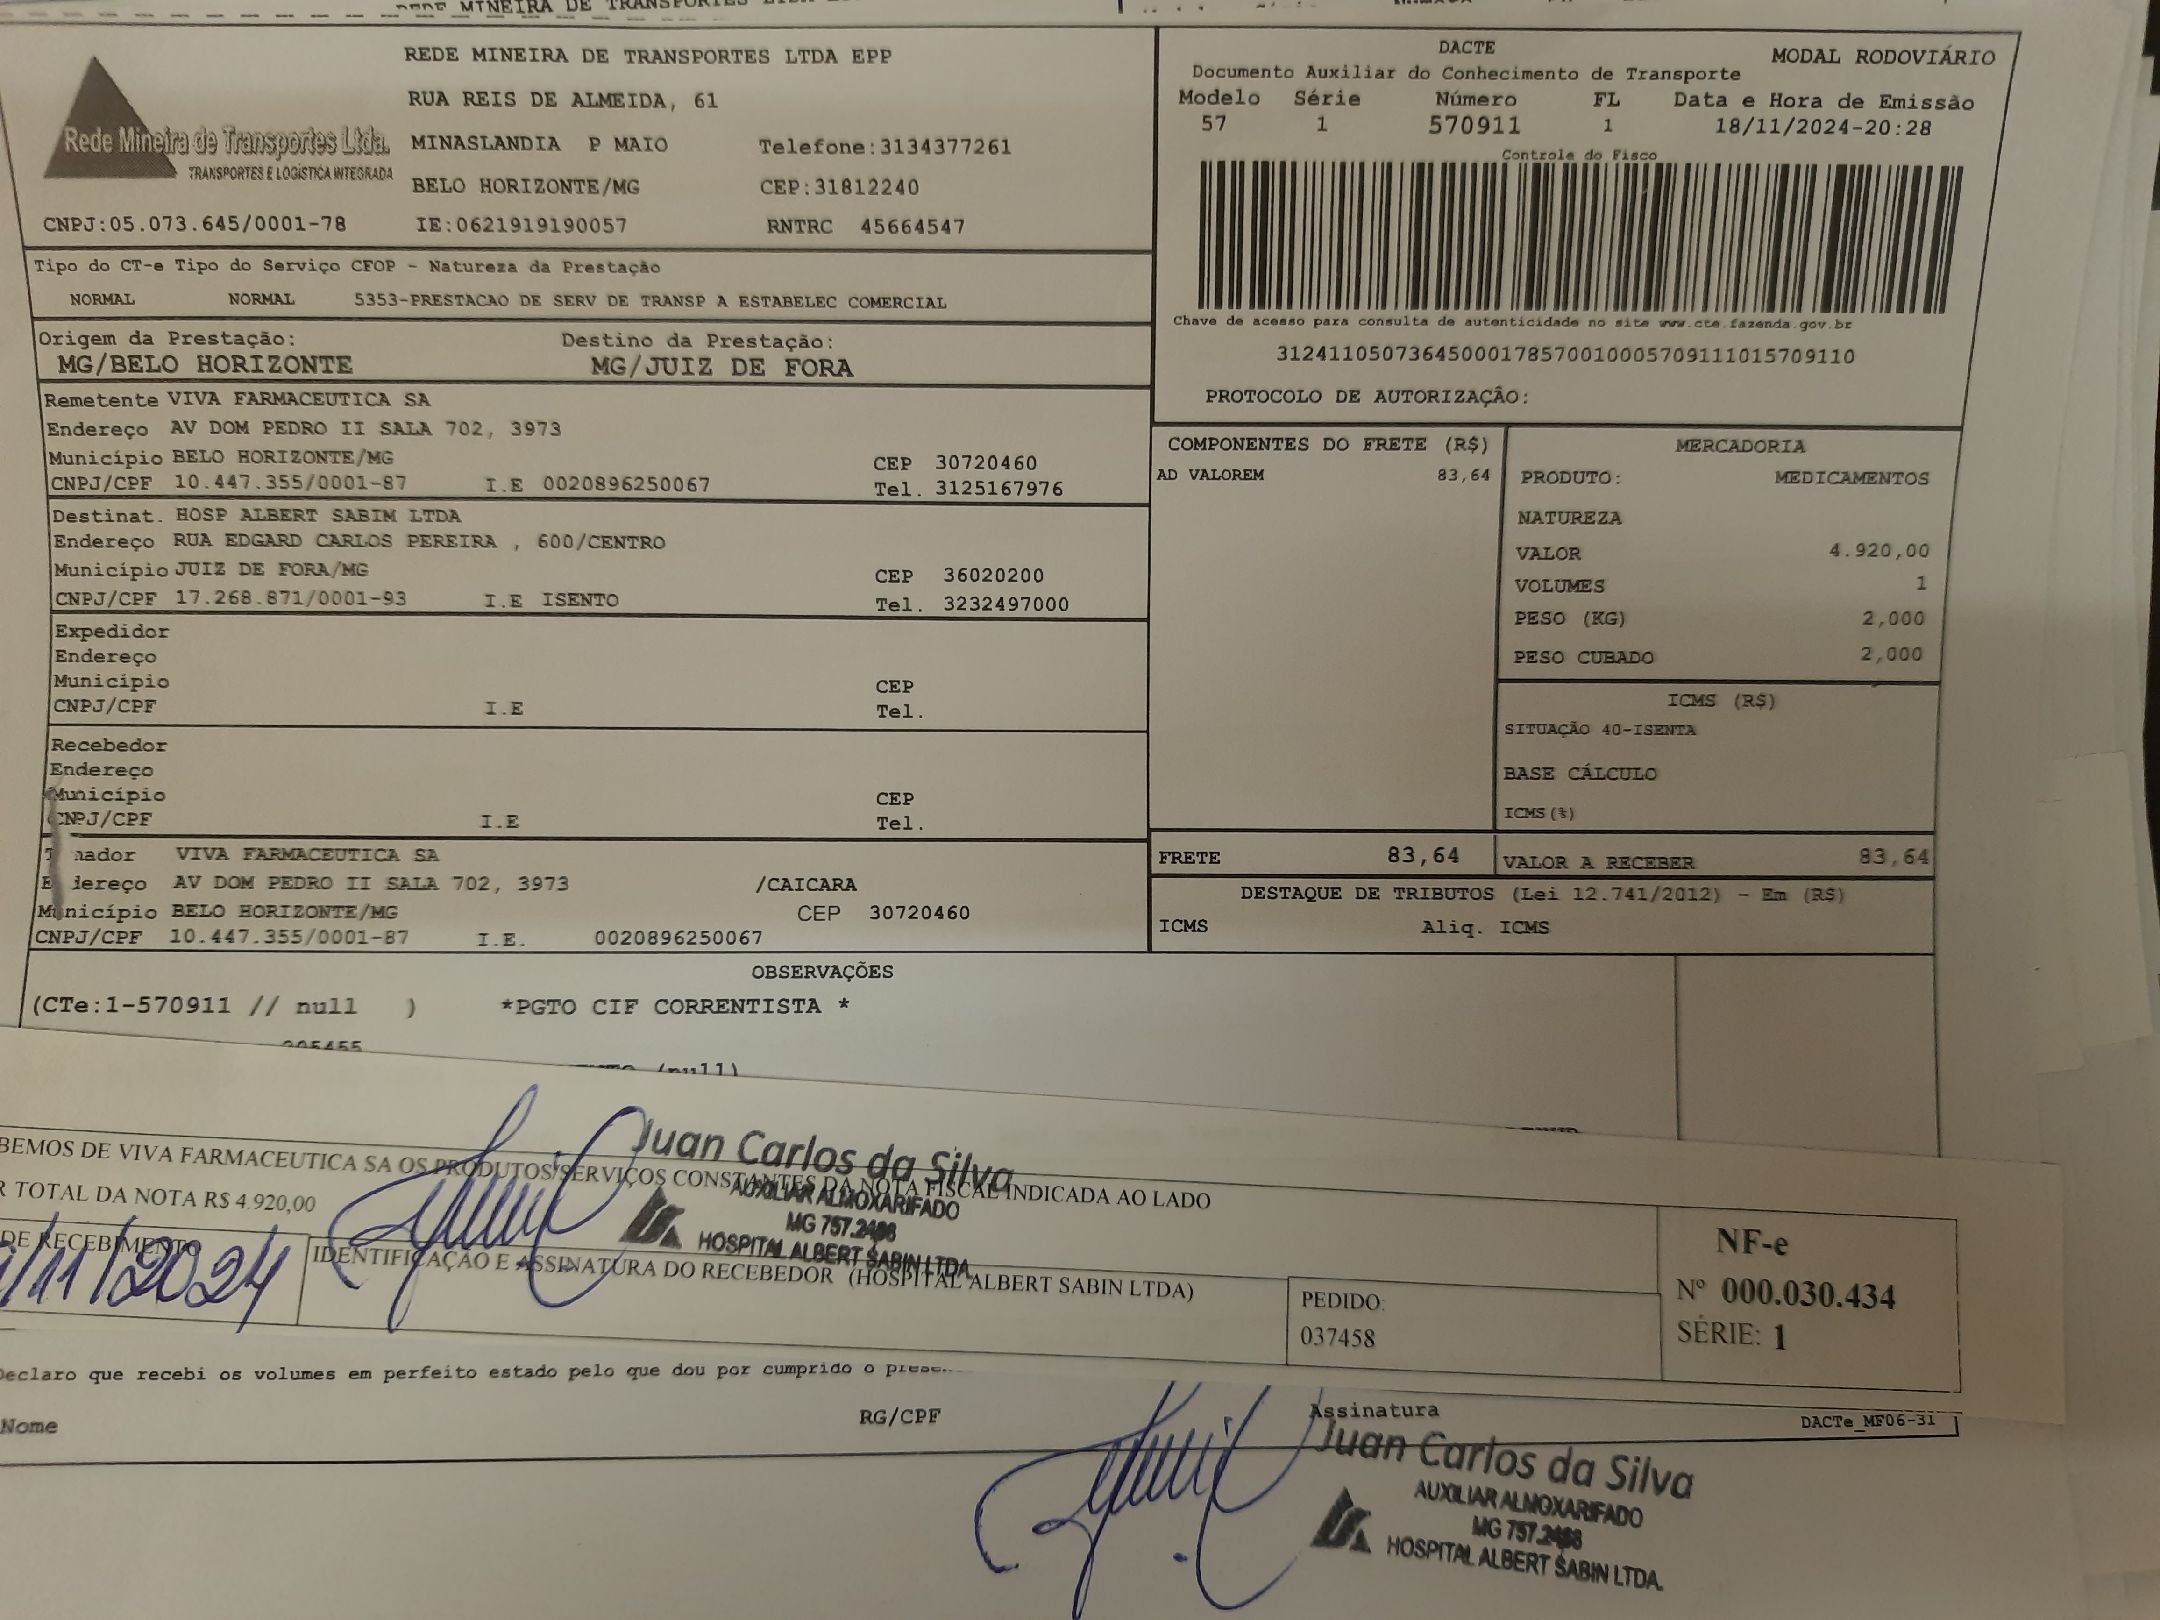 REDE MINEIRA DE TRANSPORTES
REDE MINEIRA DE TRANSPORTES LTDA EPP
RUA REIS DE ALMEIDA, 61
MINASLANDIA P MAIO Telefone:3134377261
BELO HORIZONTE/MG CEP:31812240
Rede Mineira de Transportes Ltda.
TRANSPORTES E LOGÍSTICA INTEGRADA
CNPJ:05.073.645/0001-78 IE:0621919190057 RNTRC 45664547
DACTE MODAL RODOVIÁRIO
Documento Auxiliar do Conhecimento de Transporte
Modelo Série Número FL Data e Hora de Emissão
57 1 570911 1 18/11/2024-20:28
Controle do Fisco
Chave de acesso para consulta de autenticidade no site www.cte.fazenda.gov.br
31241105073645000178570010005709111015709110
PROTOCOLO DE AUTORIZAÇÃO:
Tipo do CT-e Tipo do Serviço CFOP - Natureza da Prestação
NORMAL NORMAL 5353-PRESTACAO DE SERV DE TRANSP A ESTABELEC COMERCIAL
Origem da Prestação: Destino da Prestação:
MG/BELO HORIZONTE MG/JUIZ DE FORA
Remetente VIVA FARMACEUTICA SA
Endereço AV DOM PEDRO II SALA 702, 3973
Município BELO HORIZONTE/MG CEP 30720460
CNPJ/CPF 10.447.355/0001-87 I.E 0020896250067 Tel. 3125167976
Destinat. HOSP ALBERT SABIM LTDA
Endereço RUA EDGARD CARLOS PEREIRA , 600/CENTRO
Município JUIZ DE FORA/MG CEP 36020200
CNPJ/CPF 17.268.871/0001-93 I.E ISENTO Tel. 3232497000
Expedidor
Endereço
Município CEP
CNPJ/CPF I.E Tel.
Recebedor
Endereço
Município CEP
CNPJ/CPF I.E Tel.
Tomador VIVA FARMACEUTICA SA
Endereço AV DOM PEDRO II SALA 702, 3973 /CAICARA
Município BELO HORIZONTE/MG CEP 30720460
CNPJ/CPF 10.447.355/0001-87 I.E. 0020896250067
COMPONENTES DO FRETE (R$)
AD VALOREM 83,64
MERCADORIA
PRODUTO: MEDICAMENTOS
NATUREZA
VALOR 4.920,00
VOLUMES 1
PESO (KG) 2,000
PESO CUBADO 2,000
ICMS (R$)
SITUAÇÃO 40-ISENTA
BASE CÁLCULO
ICMS(%)
FRETE 83,64 VALOR A RECEBER 83,64
DESTAQUE DE TRIBUTOS (Lei 12.741/2012) - Em (R$)
ICMS Aliq. ICMS
OBSERVAÇÕES
(CTe:1-570911 // null ) *PGTO CIF CORRENTISTA *
(null)
BEMOS DE VIVA FARMACEUTICA SA OS PRODUTOS/SERVIÇOS CONSTANTES DA NOTA FISCAL INDICADA AO LADO
R TOTAL DA NOTA R$ 4.920,00
DE RECEBIMENTO
/11/2024
IDENTIFICAÇÃO E ASSINATURA DO RECEBEDOR (HOSPITAL ALBERT SABIN LTDA)
Juan Carlos da Silva
AUXILIAR ALMOXARIFADO
HOSPITAL ALBERT SABIN LTDA.
PEDIDO:
037458
NF-e
Nº 000.030.434
SÉRIE: 1
Declaro que recebi os volumes em perfeito estado pelo que dou por cumprido o
Nome RG/CPF Assinatura DACTe_MF06-31
Juan Carlos da Silva
AUXILIAR ALMOXARIFADO
HOSPITAL ALBERT SABIN LTDA.